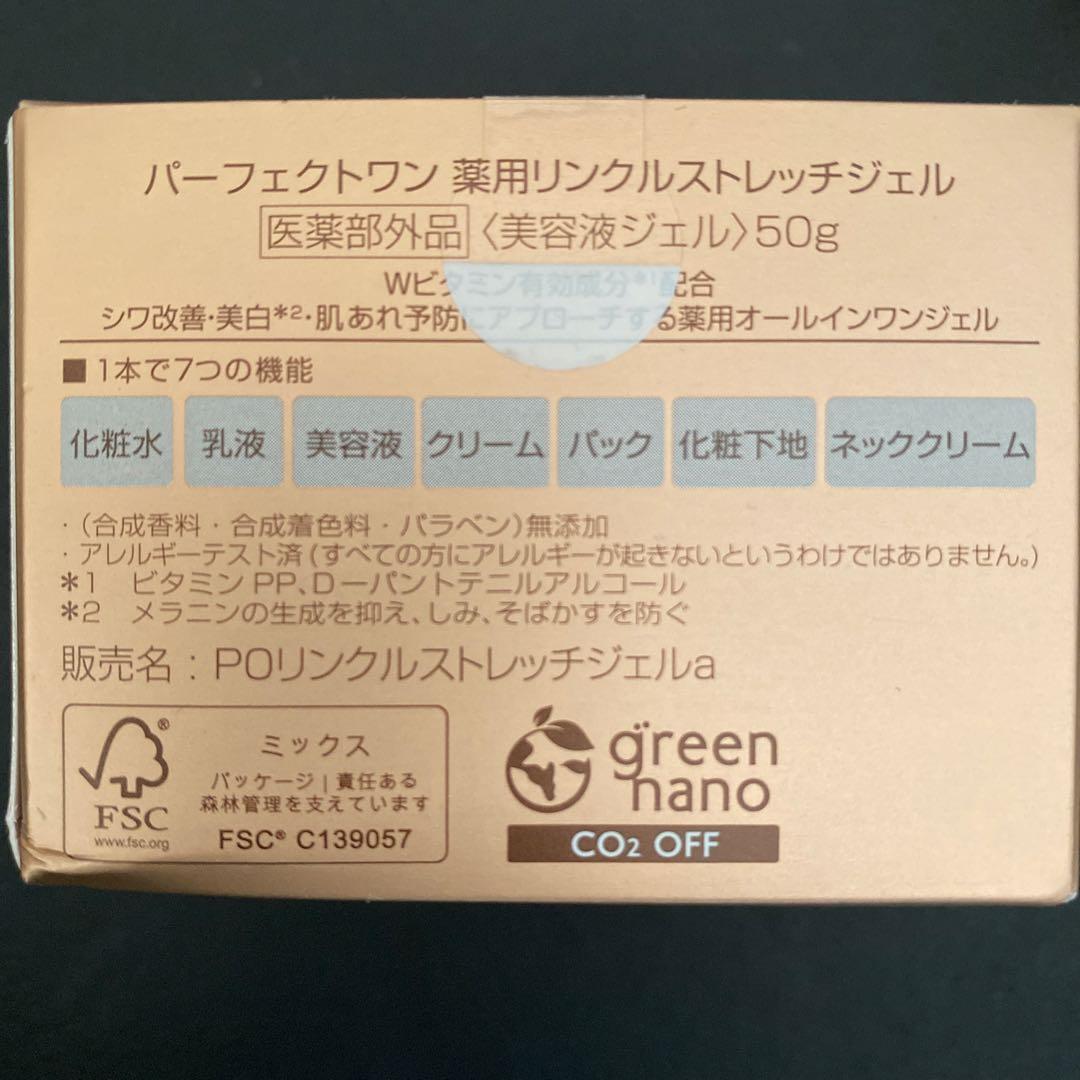 パーフェクトワン 薬用リンクルストレッチジェル
医薬部外品 〈美容液ジェル〉50g
Wビタミン有効成分*1配合
シワ改善・美白*2・肌あれ予防にアプローチする薬用オールインワンジェル
■ 1本で7つの機能
化粧水 乳液 美容液 クリーム パック 化粧下地 ネッククリーム
・(合成香料・合成着色料・パラベン)無添加
・アレルギーテスト済(すべての方にアレルギーが起きないというわけではありません。)
*1 ビタミンPP、D－パントテニルアルコール
*2 メラニンの生成を抑え、しみ、そばかすを防ぐ
販売名：POリンクルストレッチジェルa
ミックス
パッケージ | 責任ある
森林管理を支えています
FSC® C139057
®
FSC
www.fsc.org
green
nano
CO2 OFF